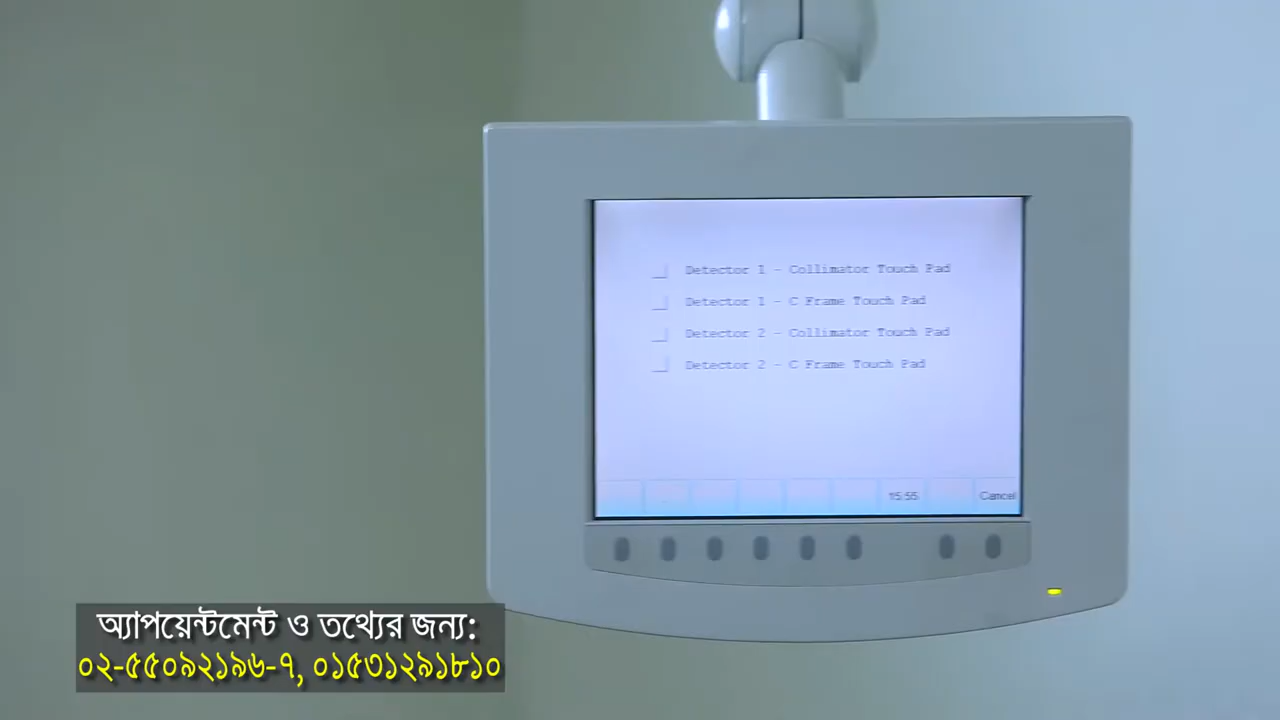 Detector 1 - Collimator Touch Pad
Detector 1 - C Frame Touch Pad
Detector 2 - Collimator Touch Pad
Detector 2 - C Frame Touch Pad
15:55 Cancel
অ্যাপয়েন্টমেন্ট ও তথ্যের জন্য:
০২-৫৫০৯২১৯৬-৭, ০১৫৩১২৯১৮১০